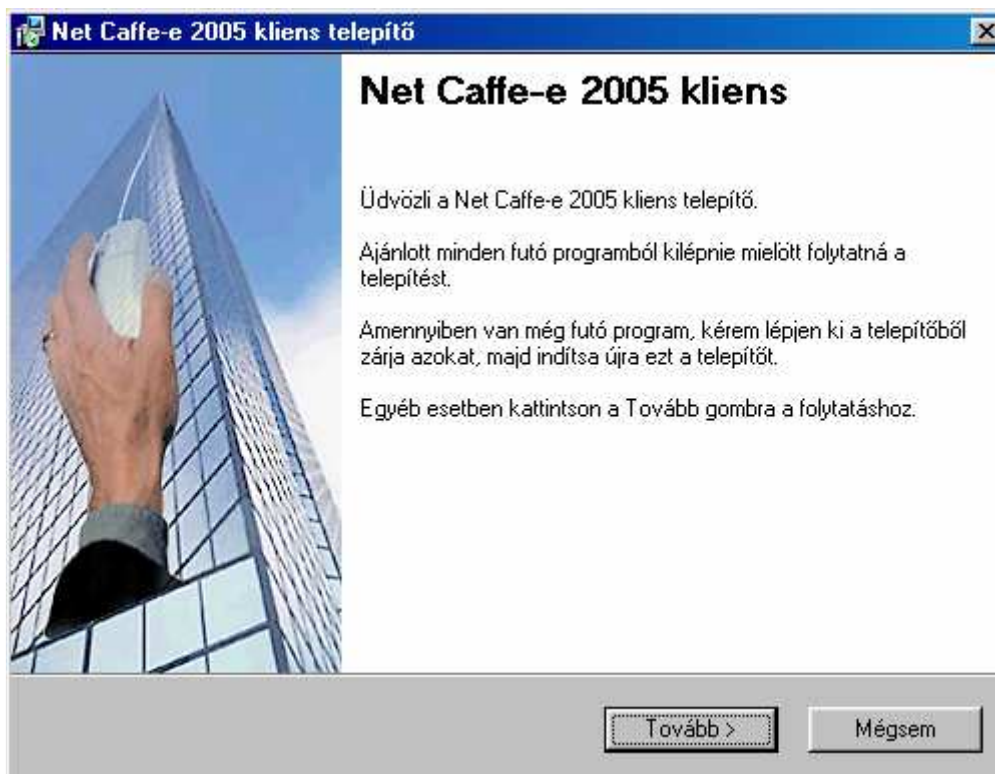 Net Caffe-e 2005 kliens telepítő
Net Caffe-e 2005 kliens
Üdvözli a Net Caffe-e 2005 kliens telepítő.
Ajánlott minden futó programból kilépnie mielött folytatná a
telepítést.
Amennyiben van még futó program, kérem lépjen ki a telepítőből
zárja azokat, majd indítsa újra ezt a telepítőt.
Egyéb esetben kattintson a Tovább gombra a folytatáshoz.
Tovább >
Mégsem